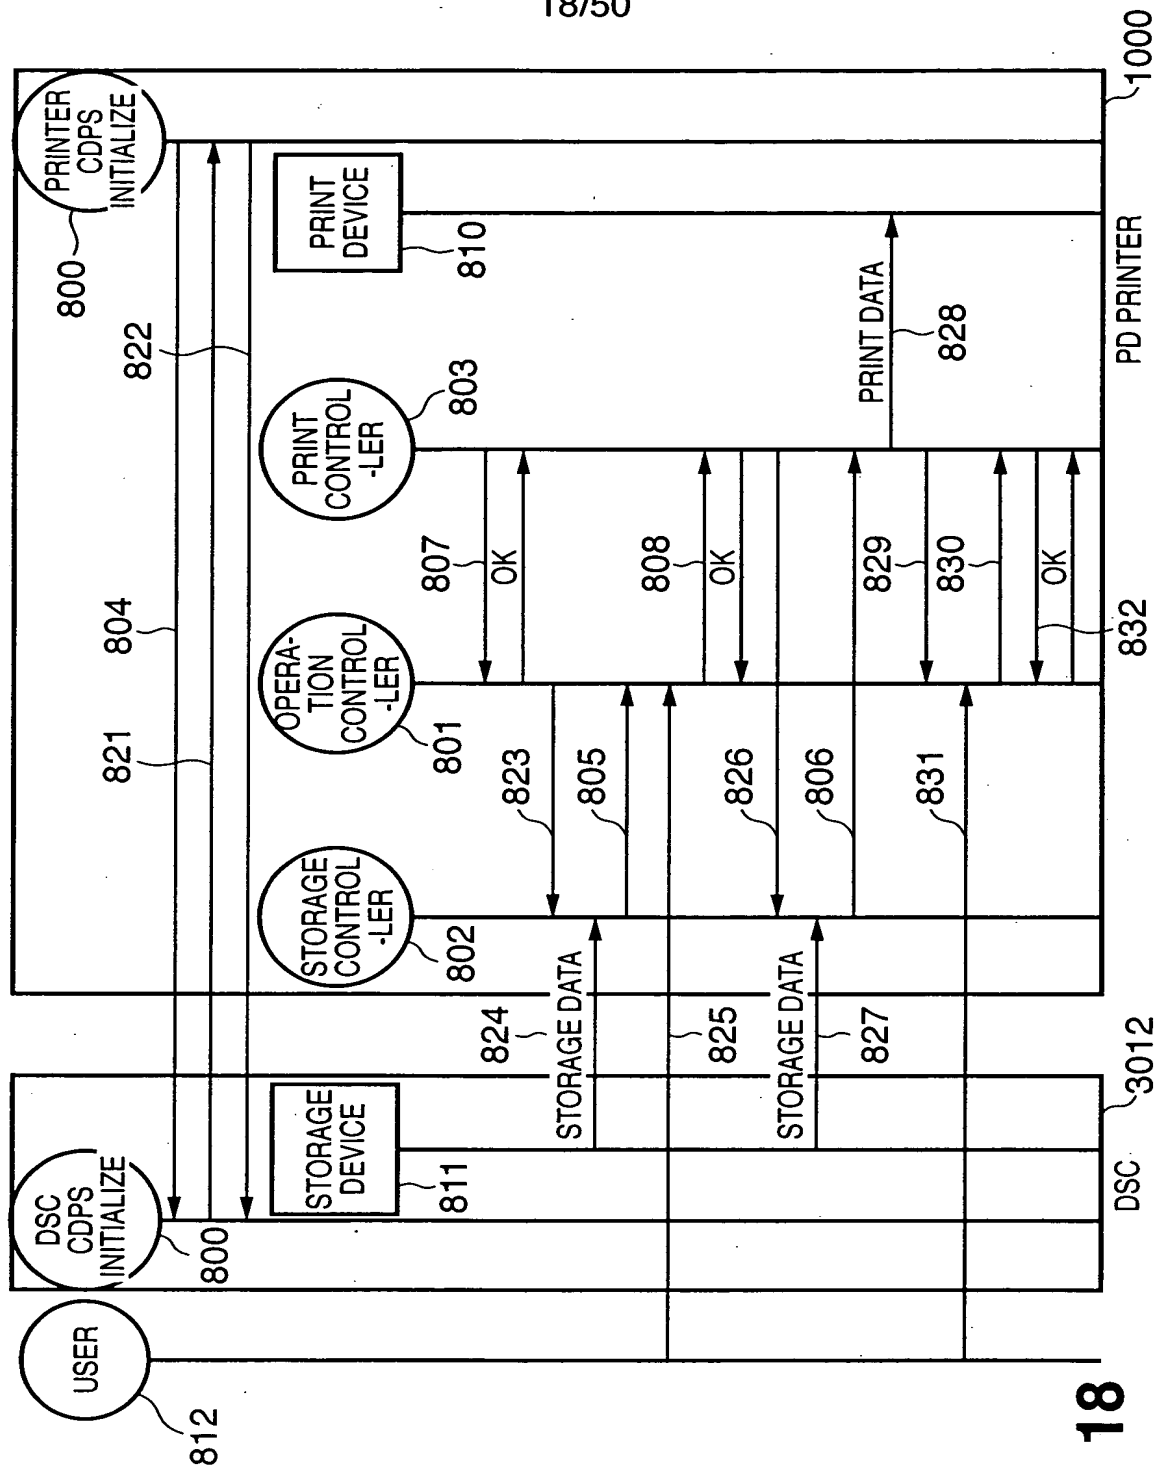 18/50
USER
812
DSC
CDPS
INITIALIZE
800
STORAGE
DEVICE
811
DSC
3012
PRINTER
CDPS
INITIALIZE
800
804
821
822
STORAGE
CONTROL
-LER
802
OPERA-
TION
CONTROL
-LER
801
PRINT
CONTROL
-LER
803
PRINT
DEVICE
810
807
OK
823
824
STORAGE DATA
805
825
808
OK
826
827
STORAGE DATA
806
PRINT DATA
828
829
831
830
832
OK
PD PRINTER
1000
18